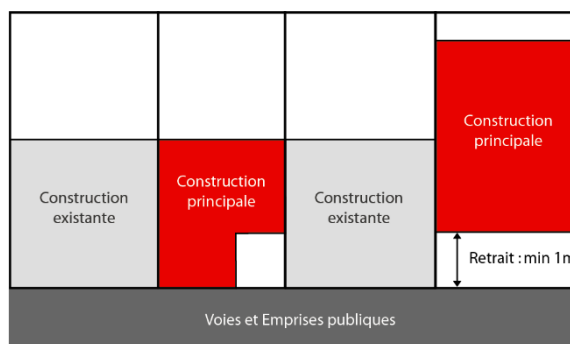 Construction
existante
Construction
principale
Construction
existante
Construction
principale
Retrait : min 1m
Voies et Emprises publiques